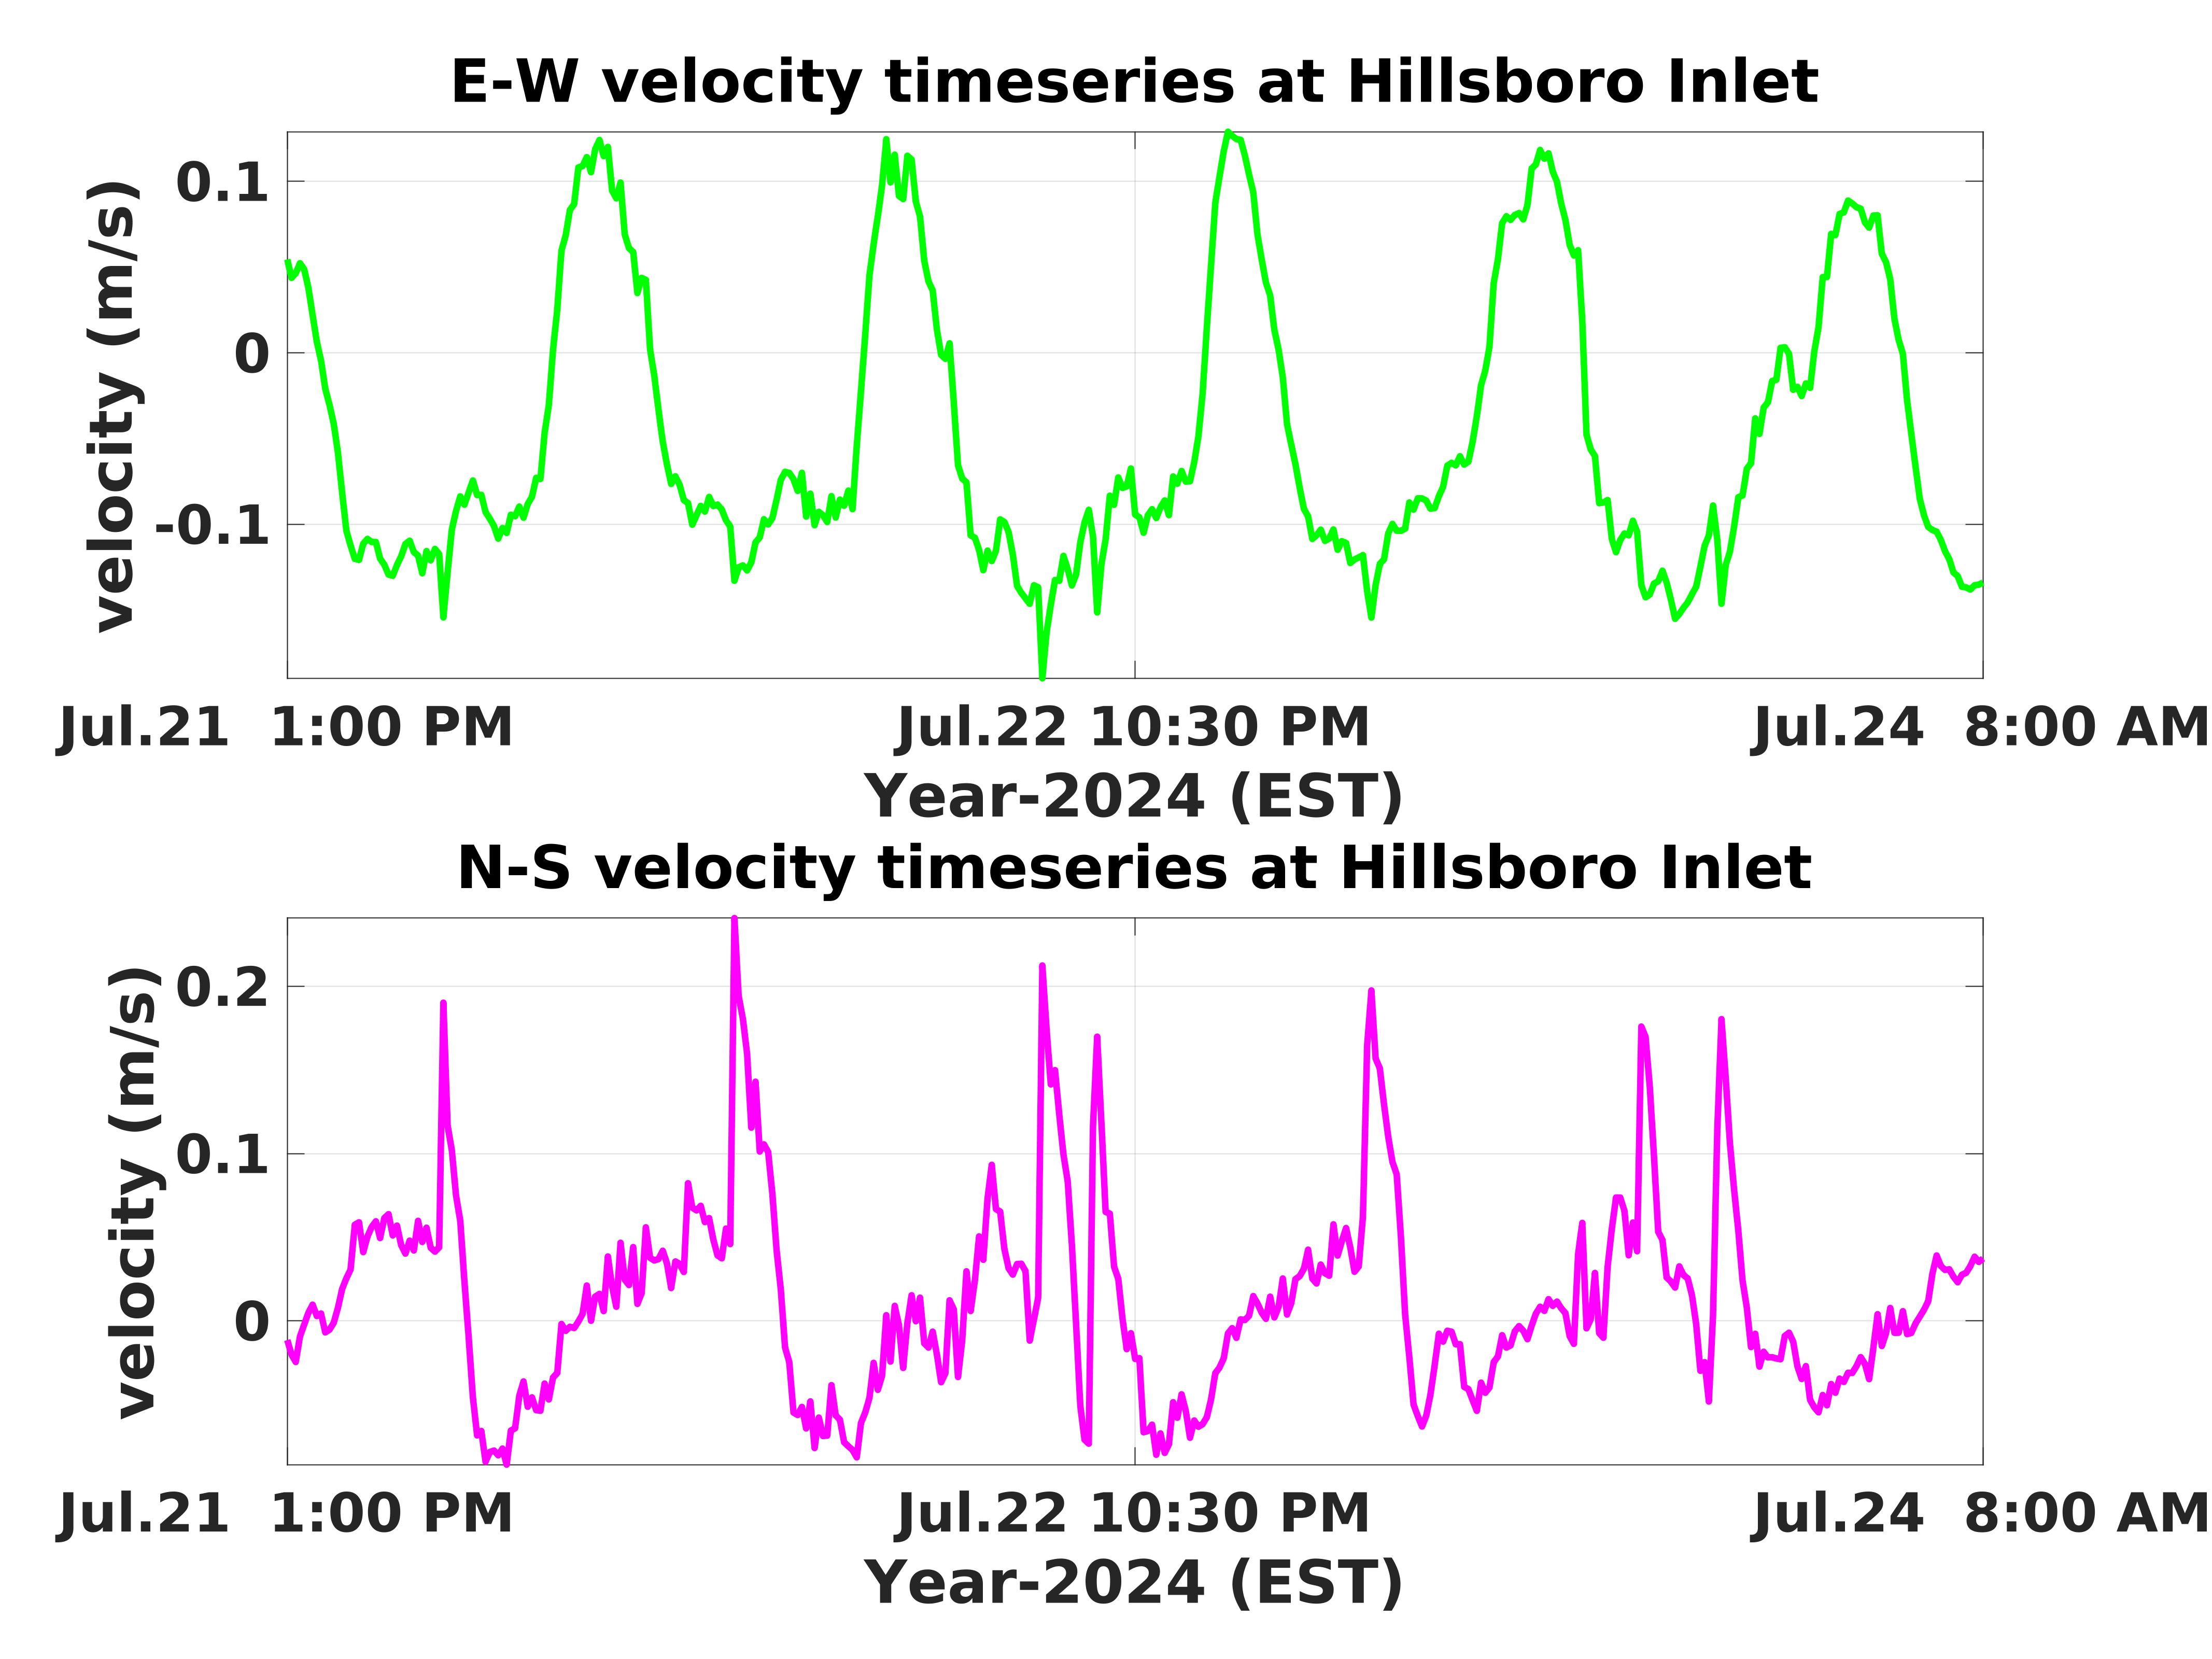 E-W velocity timeseries at Hillsboro Inlet
velocity (m/s)
0.1
0
-0.1
Jul.21 1:00 PM
Jul.22 10:30 PM
Jul.24 8:00 AM
Year-2024 (EST)
N-S velocity timeseries at Hillsboro Inlet
velocity (m/s)
0.2
0.1
0
Jul.21 1:00 PM
Jul.22 10:30 PM
Jul.24 8:00 AM
Year-2024 (EST)